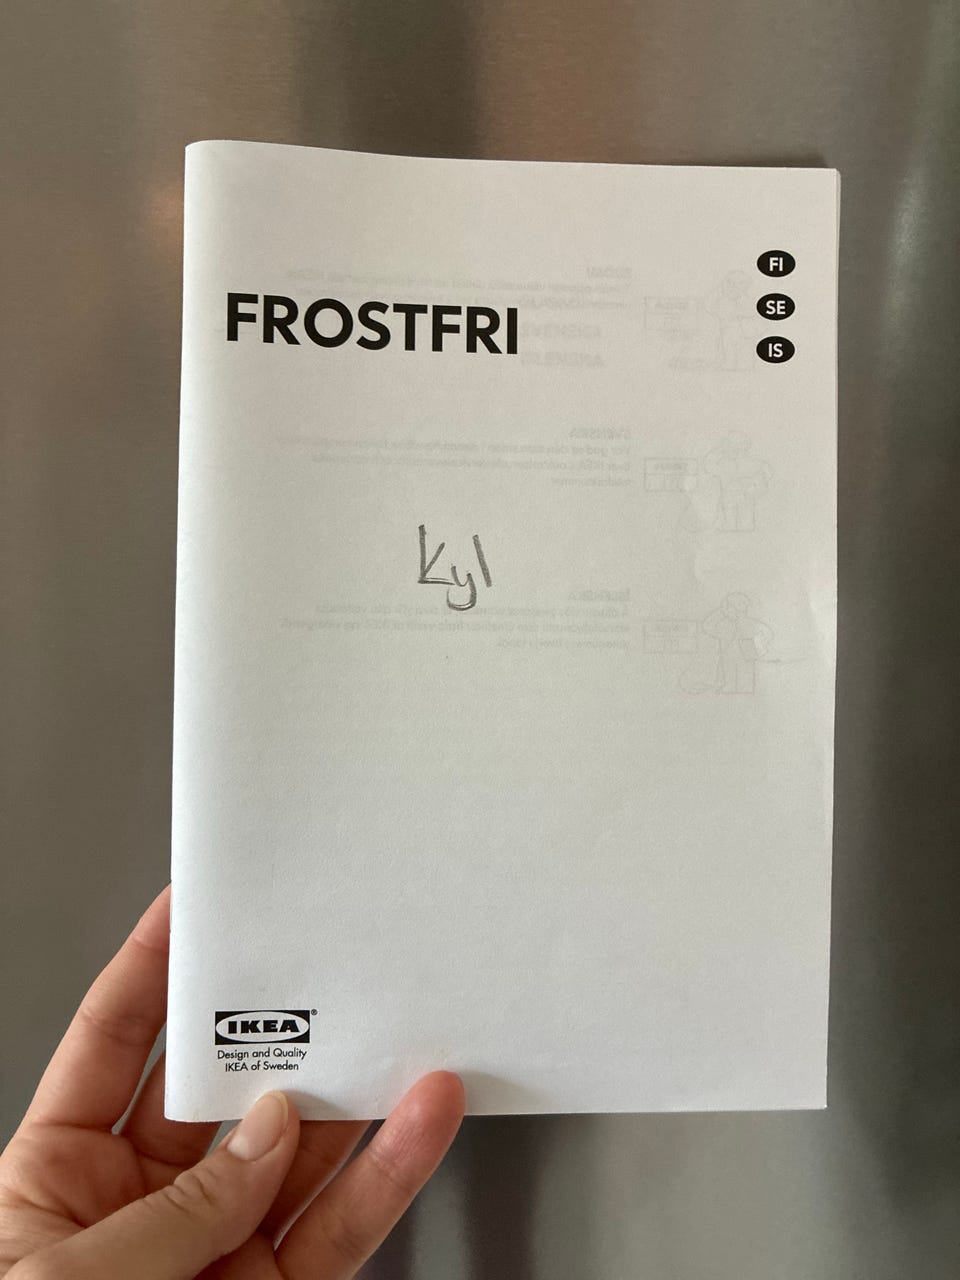 FROSTFRI
FI
SE
IS
Kyl
IKEA®
Design and Quality
IKEA of Sweden